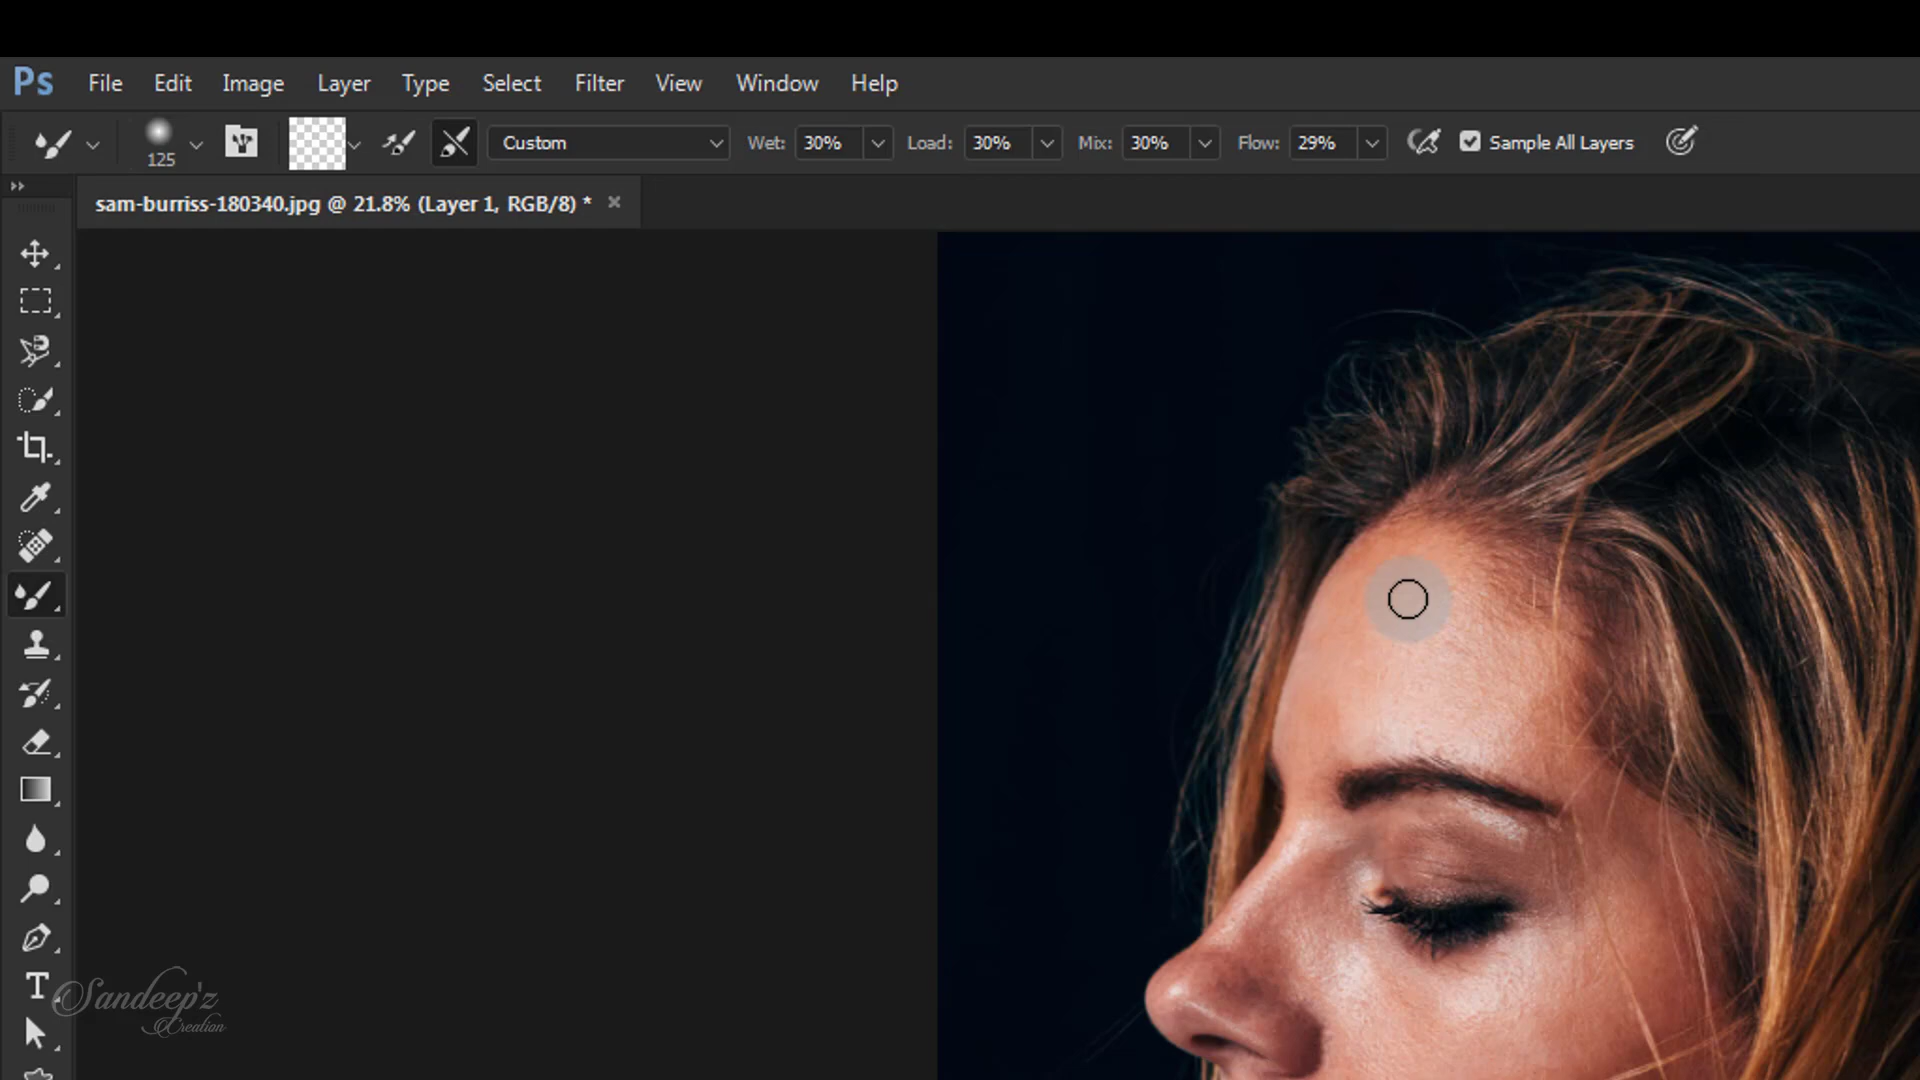 Ps File Edit Image Layer Type Select Filter View Window Help
125 Custom Wet: 30% Load: 30% Mix: 30% Flow: 29% Sample All Layers
sam-burriss-180340.jpg @ 21.8% (Layer 1, RGB/8) * ×
T
Sandeep'z
Creation